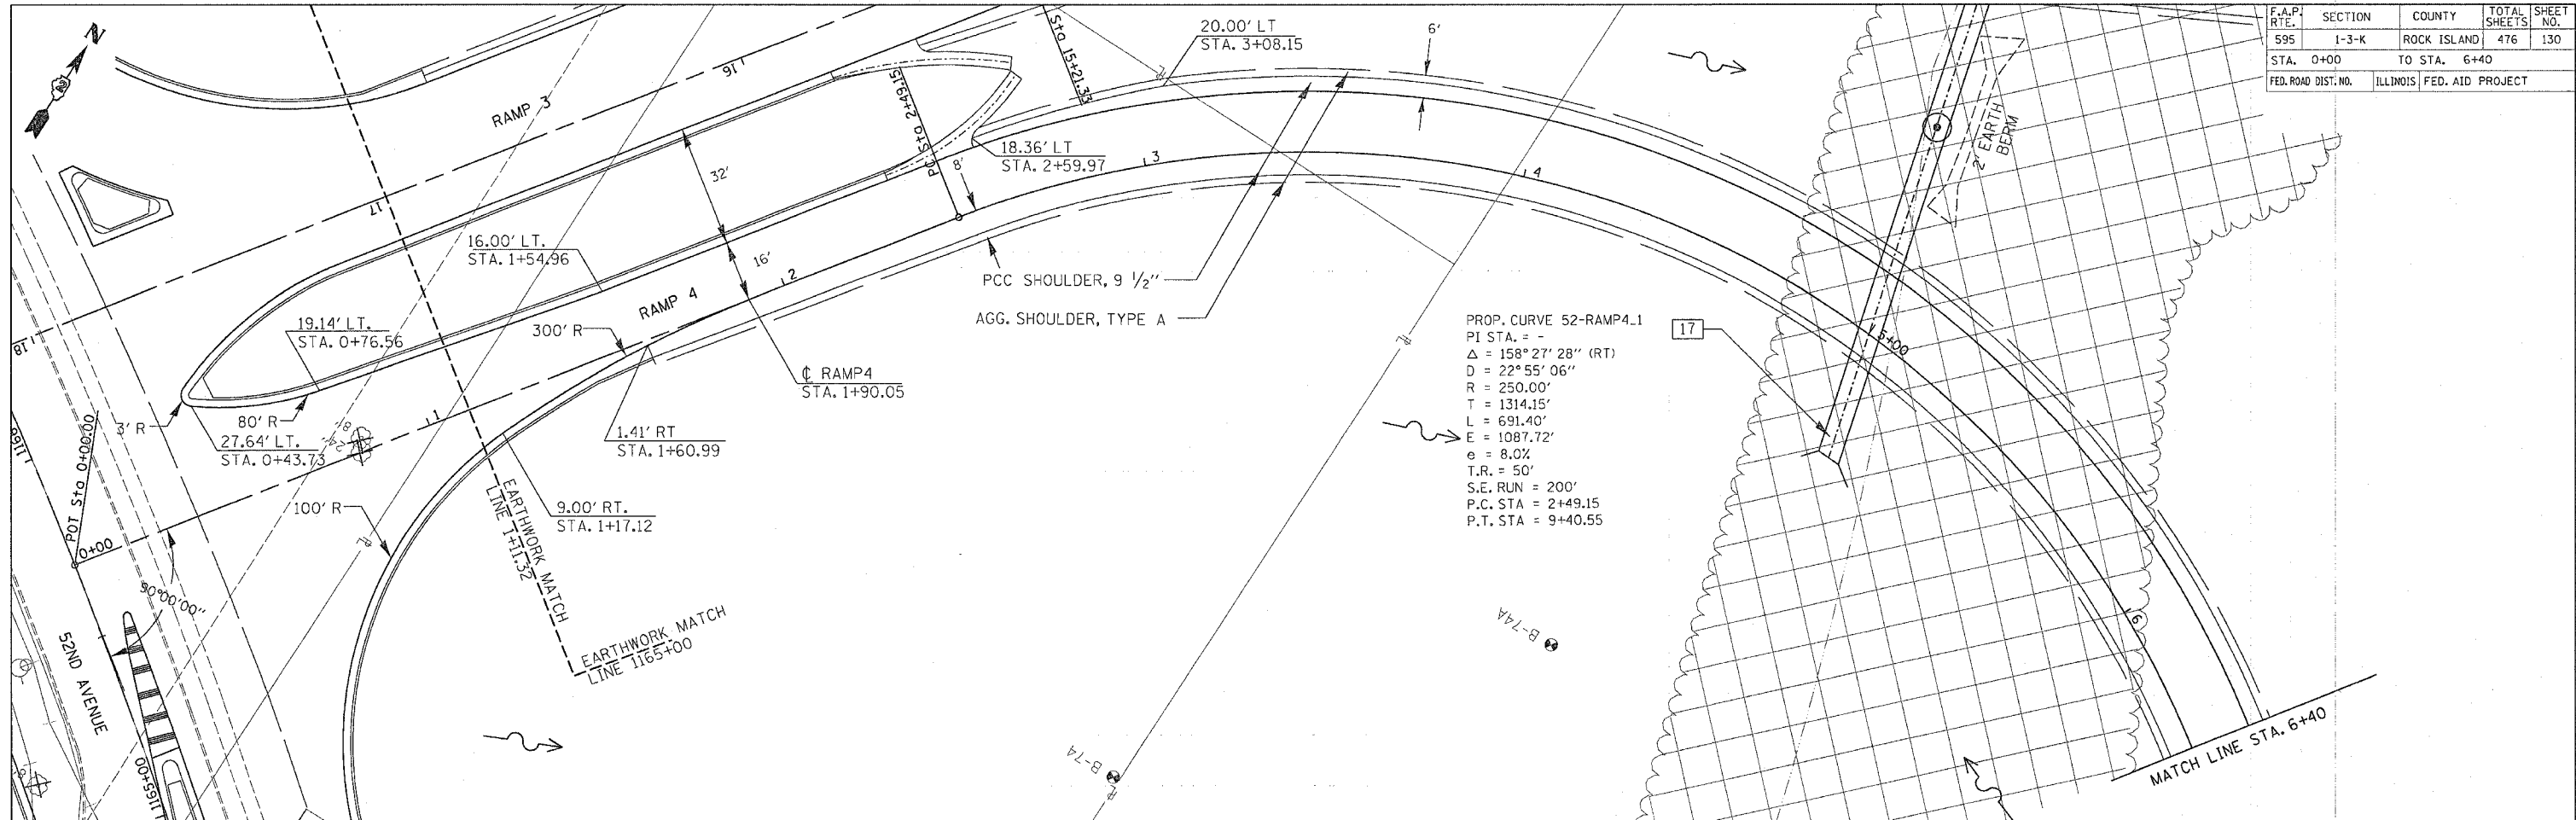 F.A.P. RTE. SECTION COUNTY TOTAL SHEETS SHEET NO.
595 1-3-K ROCK ISLAND 476 130
STA. 0+00 TO STA. 6+40
FED. ROAD DIST. NO. ILLINOIS FED. AID PROJECT
N
RAMP 3
16
17
18
Sta 15+21.33
20.00' LT
STA. 3+08.15
6'
PC Sta 2+49.15
18.36' LT
STA. 2+59.97
8'
3
4
2' EARTH
BERM
32'
16.00' LT.
STA. 1+54.96
16'
2
RAMP 4
PCC SHOULDER, 9 1/2"
AGG. SHOULDER, TYPE A
19.14' LT.
STA. 0+76.56
300' R
℄ RAMP4
STA. 1+90.05
3' R
80' R
27.64' LT.
STA. 0+43.73
1
1.41' RT
STA. 1+60.99
PROP. CURVE 52-RAMP4_1
PI STA. = -
Δ = 158° 27' 28" (RT)
D = 22° 55' 06"
R = 250.00'
T = 1314.15'
L = 691.40'
E = 1087.72'
e = 8.0%
T.R. = 50'
S.E. RUN = 200'
P.C. STA = 2+49.15
P.T. STA = 9+40.55
17
5+00
6
1166
POT Sta 0+00.00
0+00
100' R
9.00' RT.
STA. 1+17.12
EARTHWORK MATCH
LINE 1+11.32
EARTHWORK MATCH
LINE 1165+00
90°00'00"
52ND AVENUE
1165+00
B-74
B-74A
MATCH LINE STA. 6+40